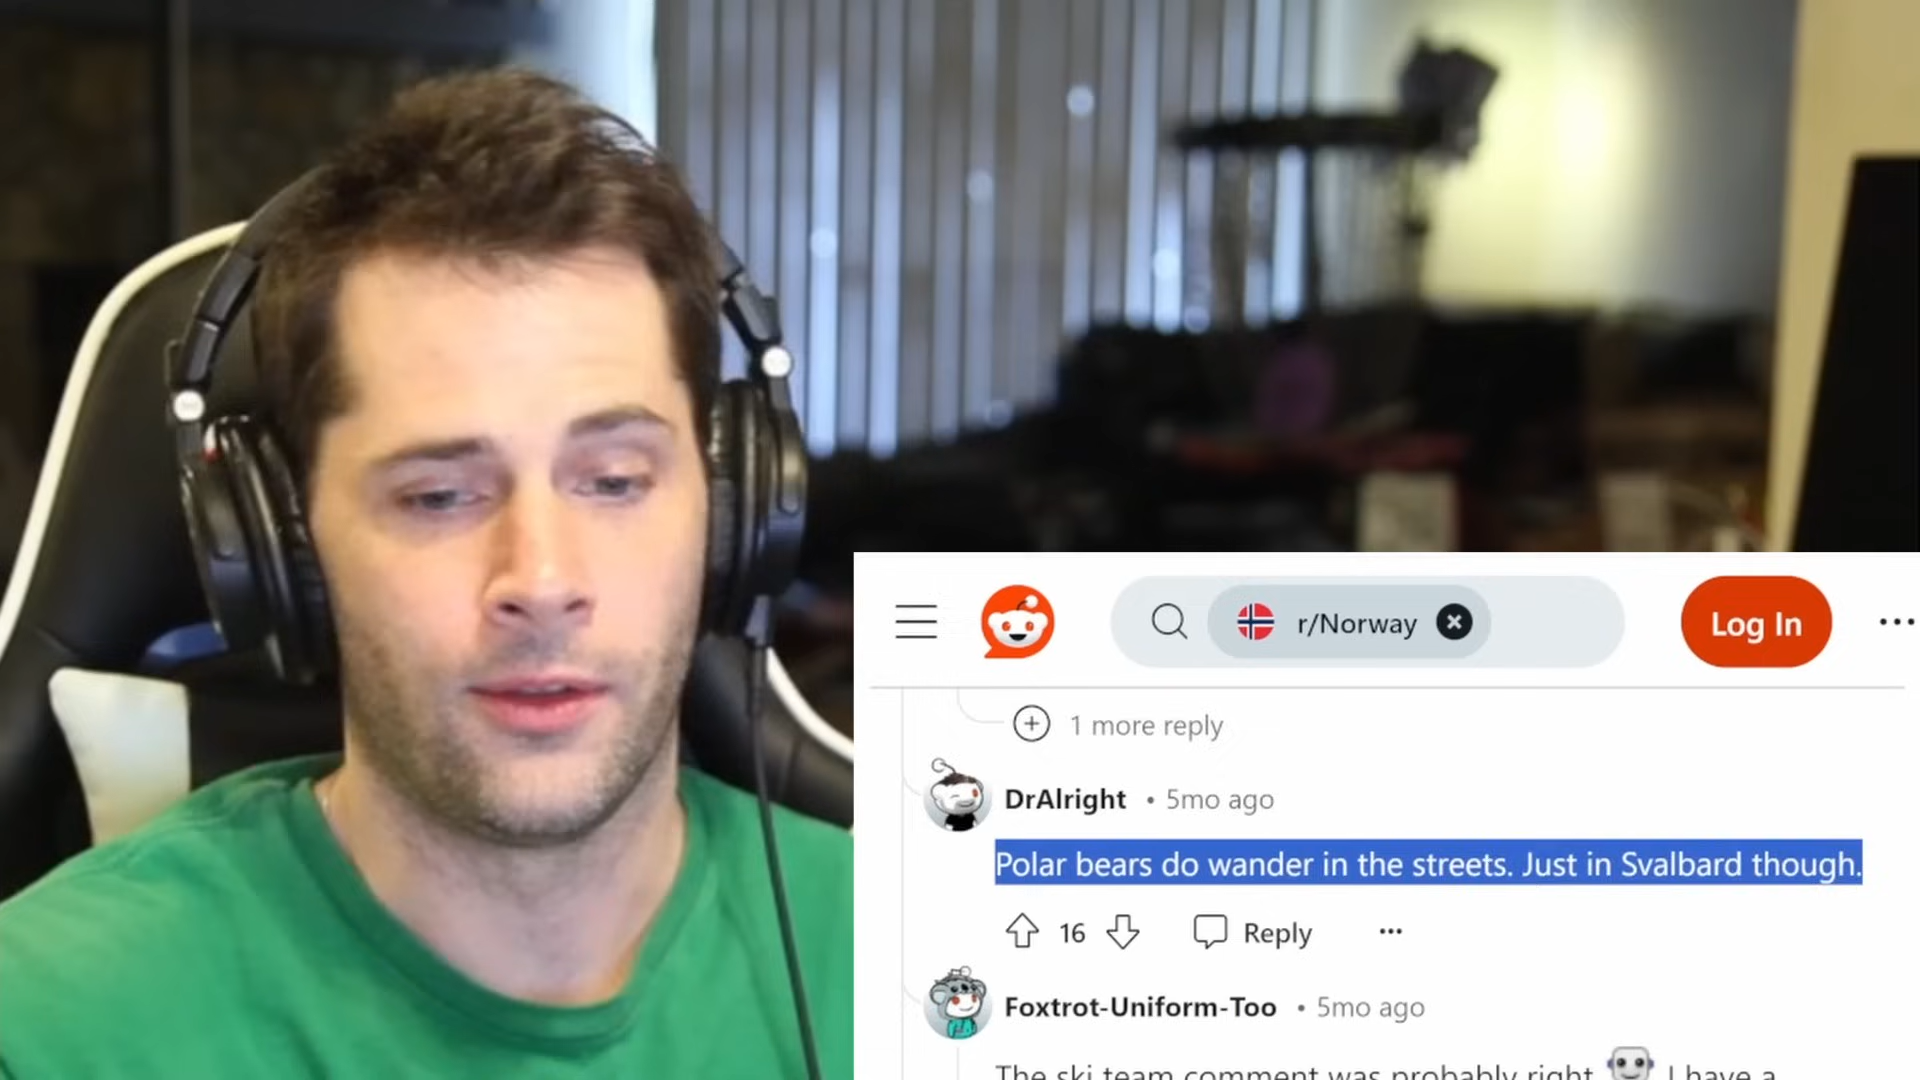 r/Norway
Log In
1 more reply
DrAlright • 5mo ago
Polar bears do wander in the streets. Just in Svalbard though.
16
Reply
Foxtrot-Uniform-Too • 5mo ago
The ski team comment was probably right I have a